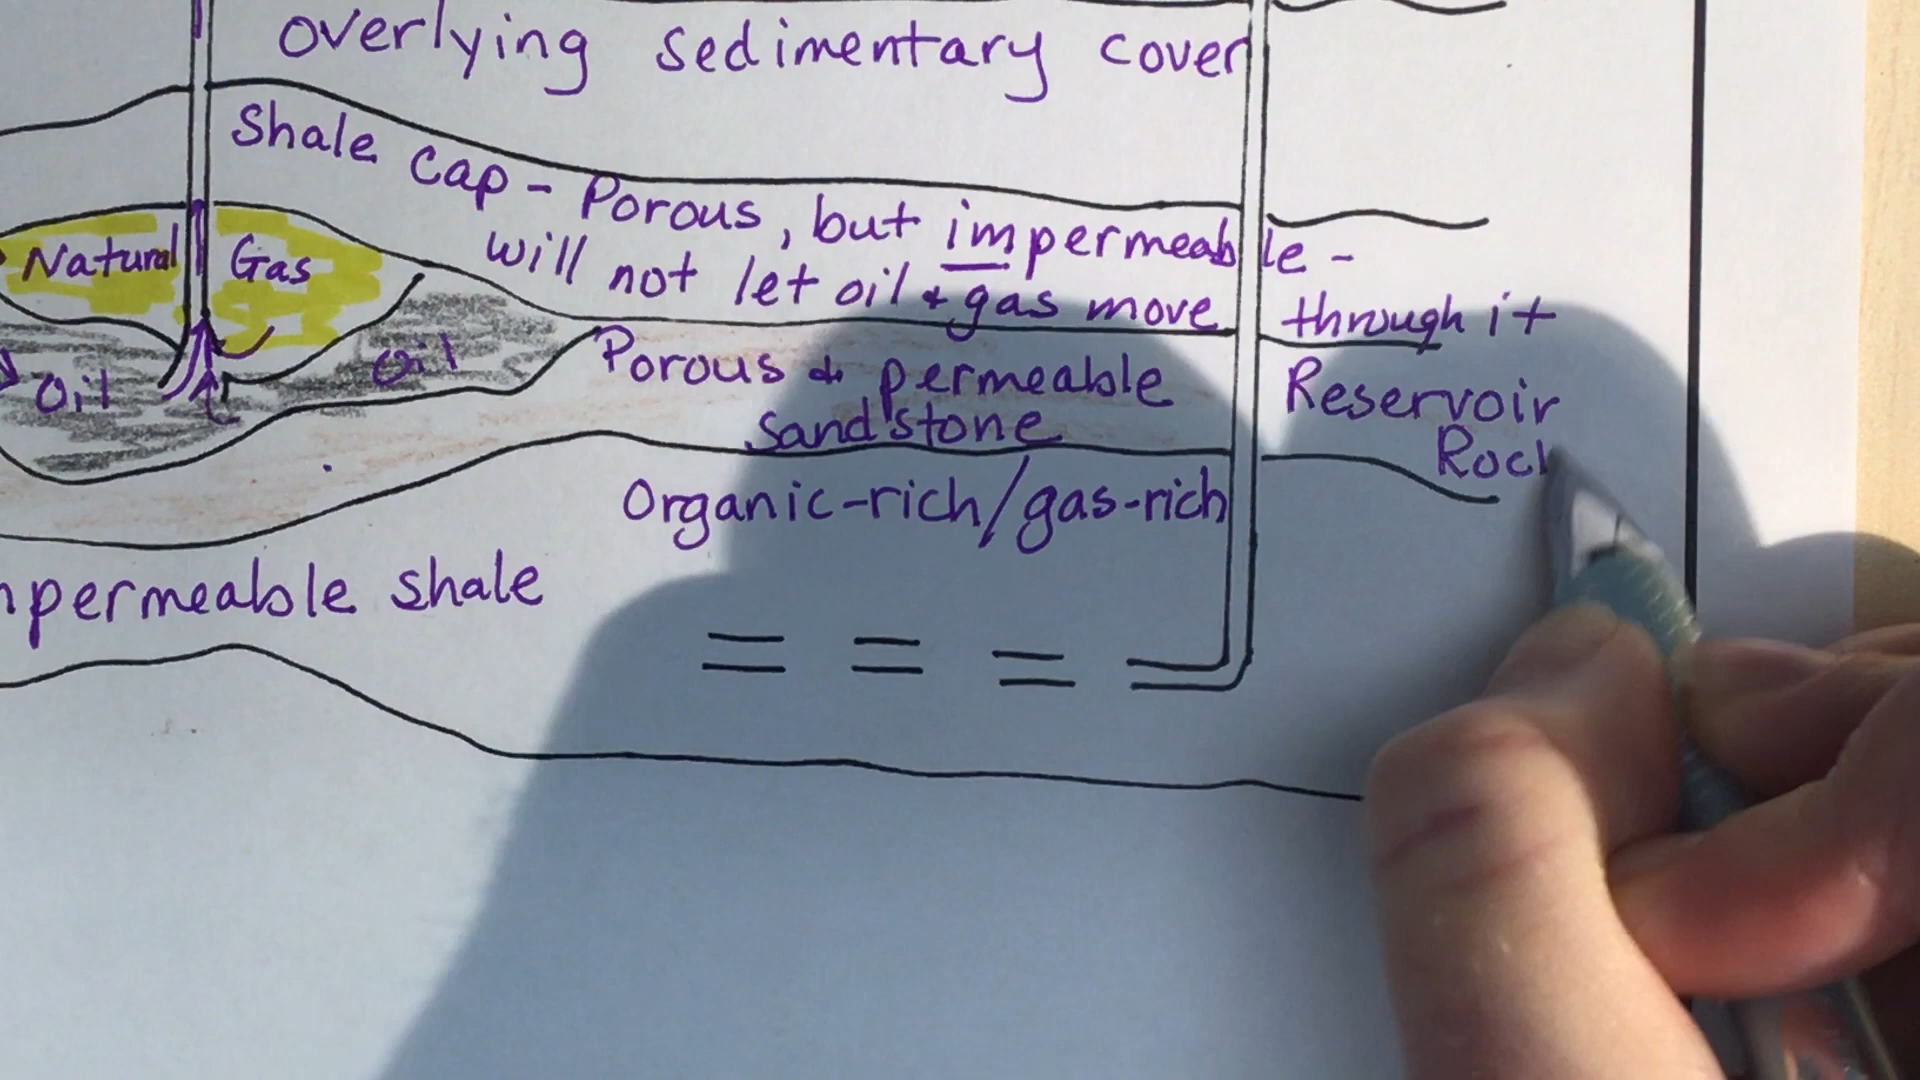 overlying sedimentary cover
Shale Cap - Porous, but impermeable -
will not let oil + gas move through it
Natural Gas
Oil
Oil
Porous & permeable
sandstone
Reservoir
Rock
Organic-rich/gas-rich
permeable shale